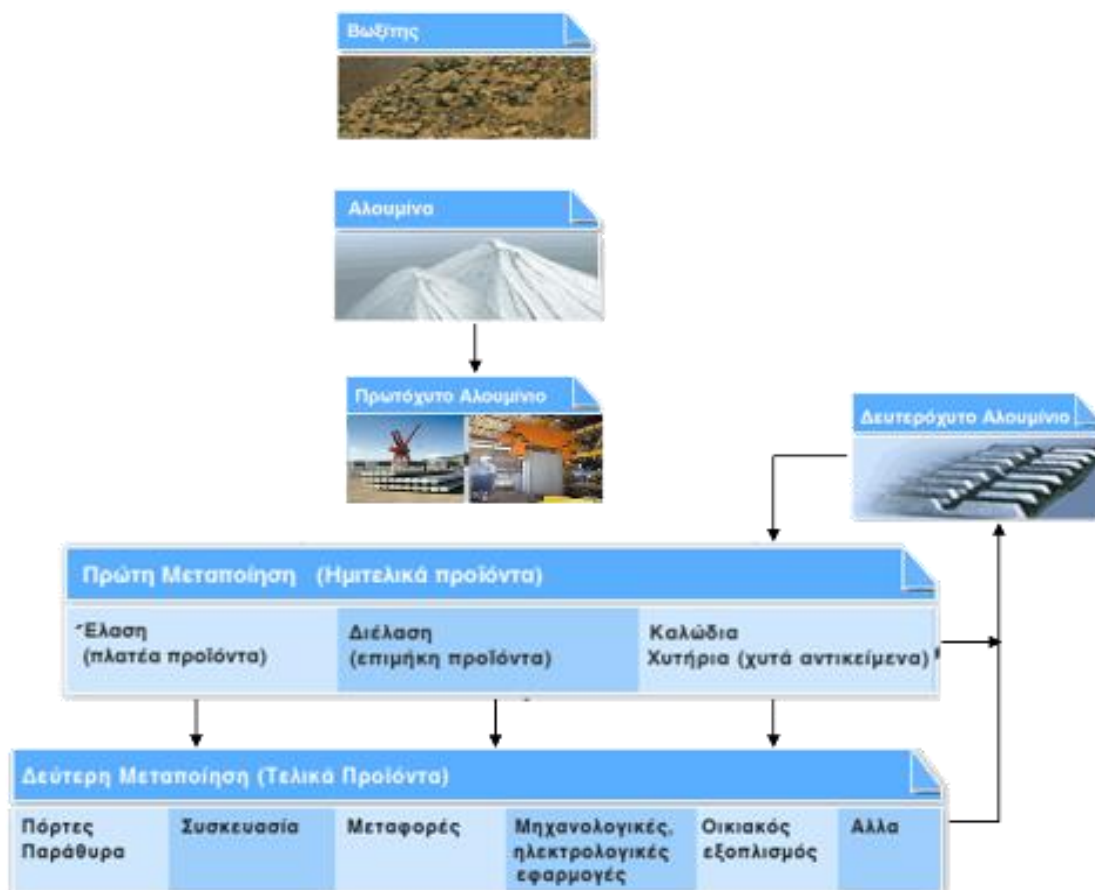 Βωξίτης
Αλουμίνα
Πρωτόχυτο Αλουμίνιο
Δευτερόχυτο Αλουμίνιο
Πρώτη Μεταποίηση (Ημιτελικά προϊόντα)
Έλαση
(πλατέα προϊόντα)
Διέλαση
(επιμήκη προϊόντα)
Καλώδια
Χυτήρια (χυτά αντικείμενα)
Δεύτερη Μεταποίηση (Τελικά Προϊόντα)
Πόρτες
Παράθυρα
Συσκευασία
Μεταφορές
Μηχανολογικές,
ηλεκτρολογικές
εφαρμογές
Οικιακός
εξοπλισμός
Αλλα